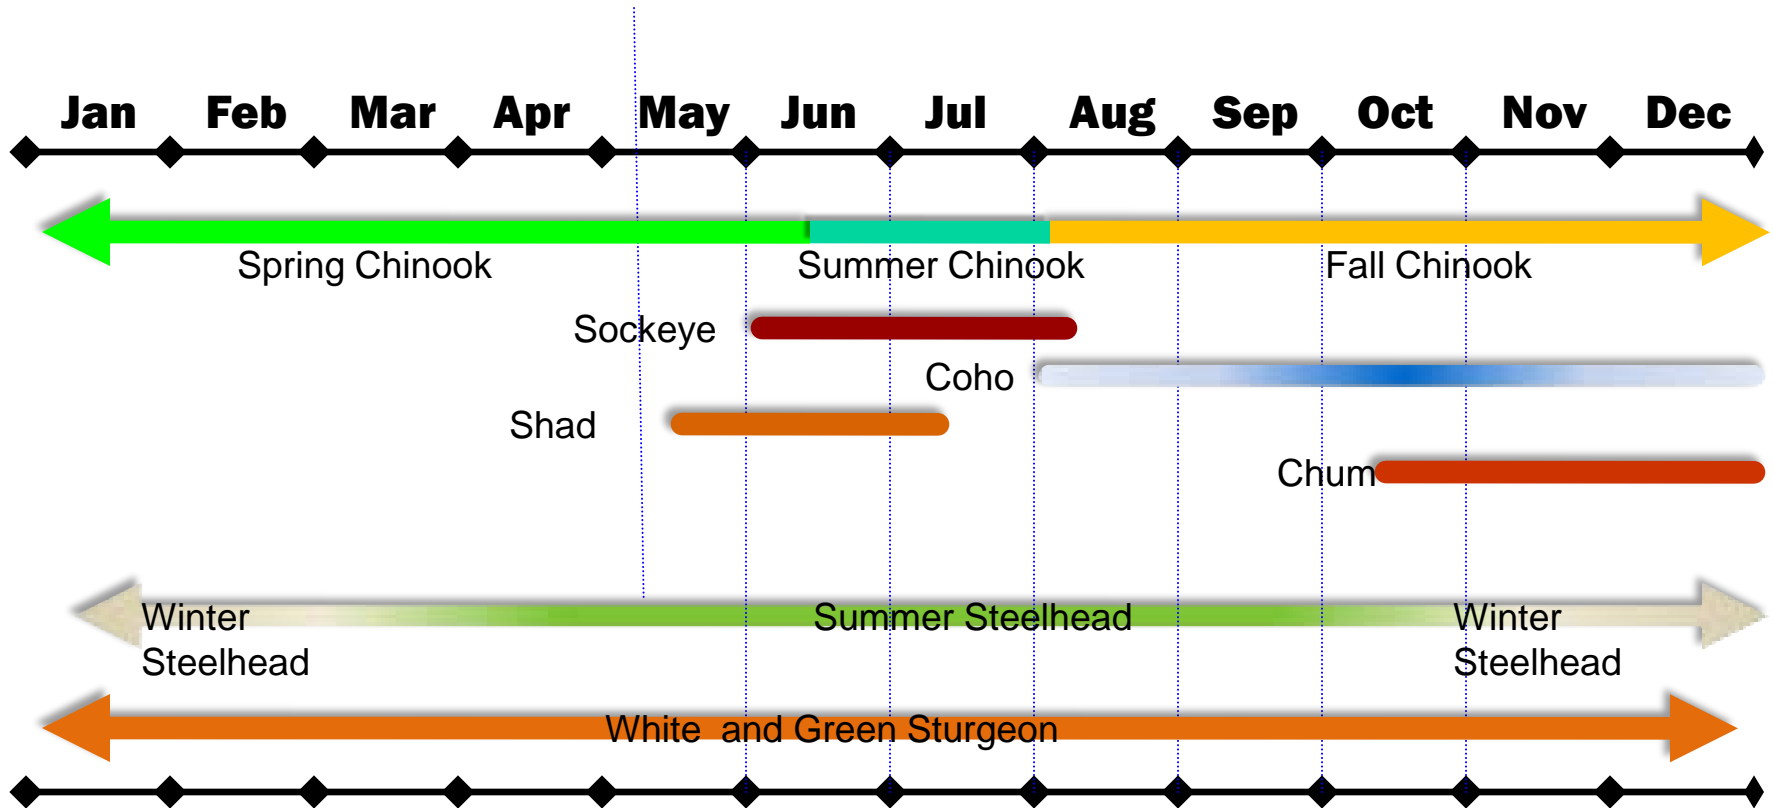 Jan Feb Mar Apr May Jun Jul Aug Sep Oct Nov Dec
Spring Chinook Summer Chinook Fall Chinook
Sockeye
Coho
Shad
Chum
Winter Summer Steelhead Winter
Steelhead Steelhead
White and Green Sturgeon